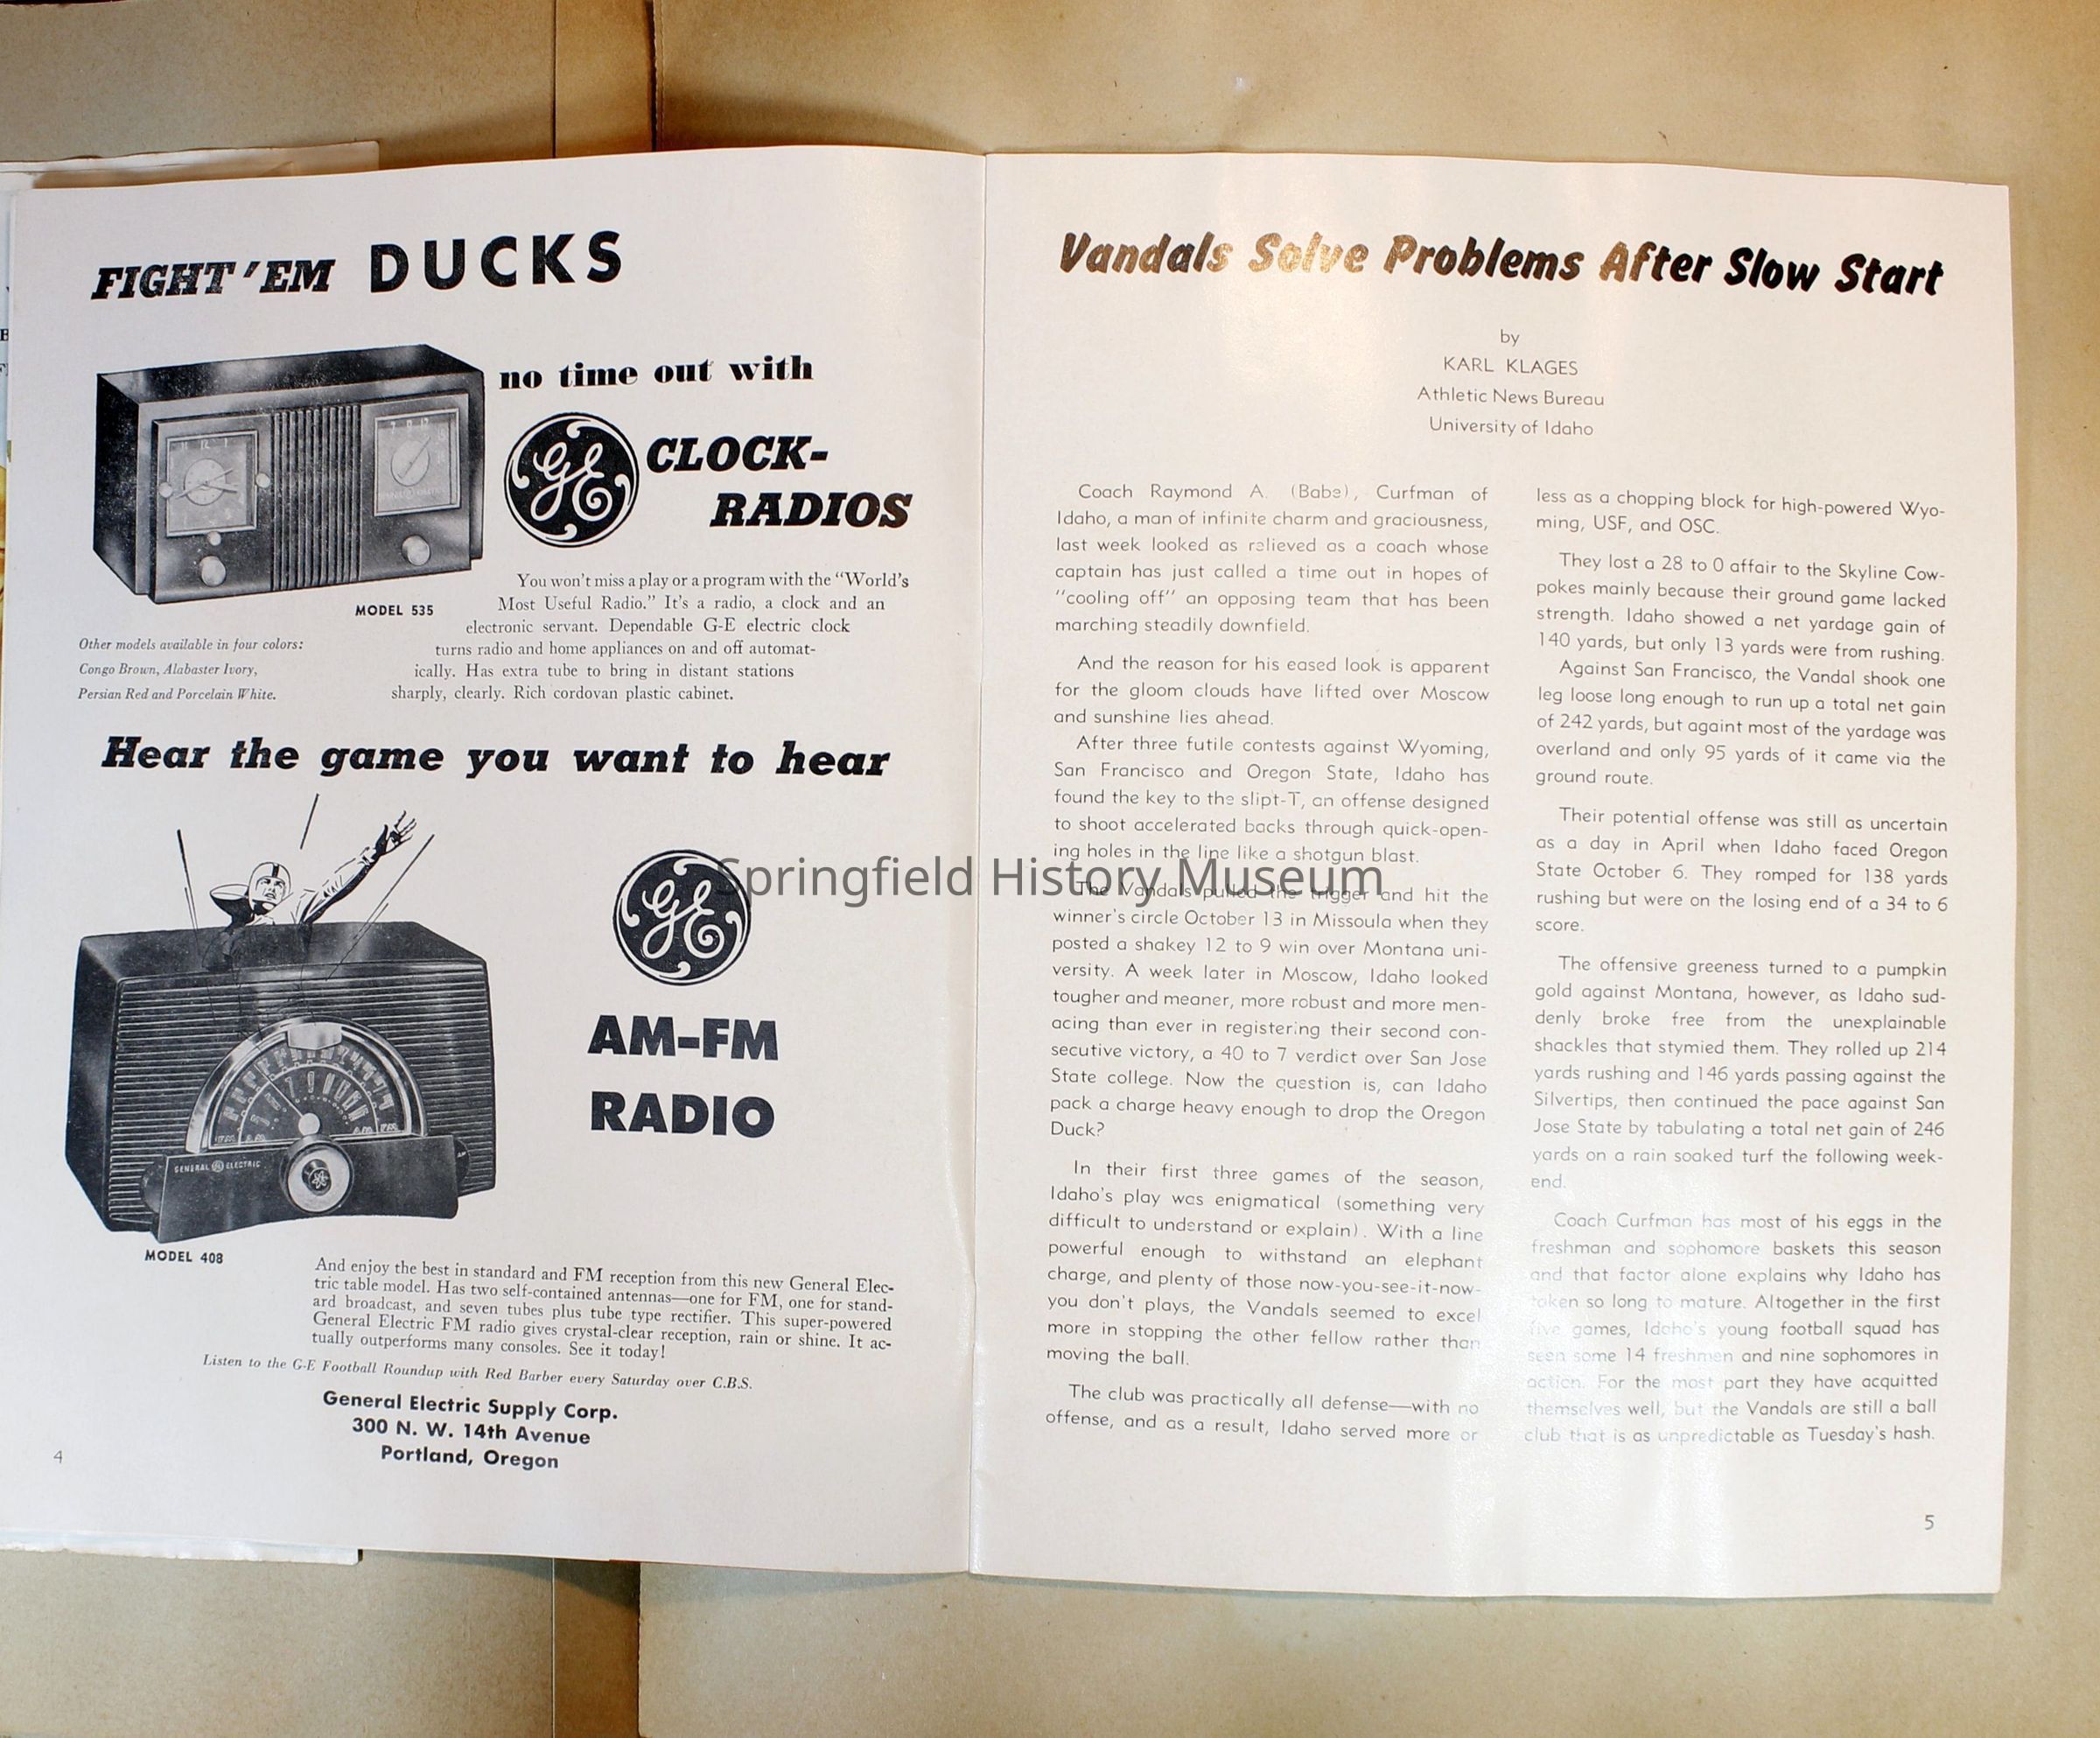 FIGHT 'EM DUCKS
no time out with
GE CLOCK-
RADIOS
MODEL 535
You won't miss a play or a program with the "World's
Most Useful Radio." It's a radio, a clock and an
electronic servant. Dependable G-E electric clock
turns radio and home appliances on and off automat-
ically. Has extra tube to bring in distant stations
sharply, clearly. Rich cordovan plastic cabinet.
Other models available in four colors:
Congo Brown, Alabaster Ivory,
Persian Red and Porcelain White.
Hear the game you want to hear
GE
AM-FM
RADIO
GENERAL GE ELECTRIC
MODEL 408
And enjoy the best in standard and FM reception from this new General Elec-
tric table model. Has two self-contained antennas—one for FM, one for stand-
ard broadcast, and seven tubes plus tube type rectifier. This super-powered
General Electric FM radio gives crystal-clear reception, rain or shine. It ac-
tually outperforms many consoles. See it today!
Listen to the G-E Football Roundup with Red Barber every Saturday over C.B.S.
General Electric Supply Corp.
300 N. W. 14th Avenue
Portland, Oregon
4
Vandals Solve Problems After Slow Start
by
KARL KLAGES
Athletic News Bureau
University of Idaho
Coach Raymond A. (Babe), Curfman of
Idaho, a man of infinite charm and graciousness,
last week looked as relieved as a coach whose
captain has just called a time out in hopes of
"cooling off" an opposing team that has been
marching steadily downfield.
And the reason for his eased look is apparent
for the gloom clouds have lifted over Moscow
and sunshine lies ahead.
After three futile contests against Wyoming,
San Francisco and Oregon State, Idaho has
found the key to the slipt-T, an offense designed
to shoot accelerated backs through quick-open-
ing holes in the line like a shotgun blast.
The Vandals pulled the trigger and hit the
winner's circle October 13 in Missoula when they
posted a shakey 12 to 9 win over Montana uni-
versity. A week later in Moscow, Idaho looked
tougher and meaner, more robust and more men-
acing than ever in registering their second con-
secutive victory, a 40 to 7 verdict over San Jose
State college. Now the question is, can Idaho
pack a charge heavy enough to drop the Oregon
Duck?
In their first three games of the season,
Idaho's play was enigmatical (something very
difficult to understand or explain). With a line
powerful enough to withstand an elephant
charge, and plenty of those now-you-see-it-now-
you don't plays, the Vandals seemed to excel
more in stopping the other fellow rather than
moving the ball.
The club was practically all defense—with no
offense, and as a result, Idaho served more or
less as a chopping block for high-powered Wyo-
ming, USF, and OSC.
They lost a 28 to 0 affair to the Skyline Cow-
pokes mainly because their ground game lacked
strength. Idaho showed a net yardage gain of
140 yards, but only 13 yards were from rushing.
Against San Francisco, the Vandal shook one
leg loose long enough to run up a total net gain
of 242 yards, but againt most of the yardage was
overland and only 95 yards of it came via the
ground route.
Their potential offense was still as uncertain
as a day in April when Idaho faced Oregon
State October 6. They romped for 138 yards
rushing but were on the losing end of a 34 to 6
score.
The offensive greeness turned to a pumpkin
gold against Montana, however, as Idaho sud-
denly broke free from the unexplainable
shackles that stymied them. They rolled up 214
yards rushing and 146 yards passing against the
Silvertips, then continued the pace against San
Jose State by tabulating a total net gain of 246
yards on a rain soaked turf the following week-
end.
Coach Curfman has most of his eggs in the
freshman and sophomore baskets this season
and that factor alone explains why Idaho has
taken so long to mature. Altogether in the first
five games, Idaho's young football squad has
seen some 14 freshmen and nine sophomores in
action. For the most part they have acquitted
themselves well, but the Vandals are still a ball
club that is as unpredictable as Tuesday's hash.
5
Springfield History Museum